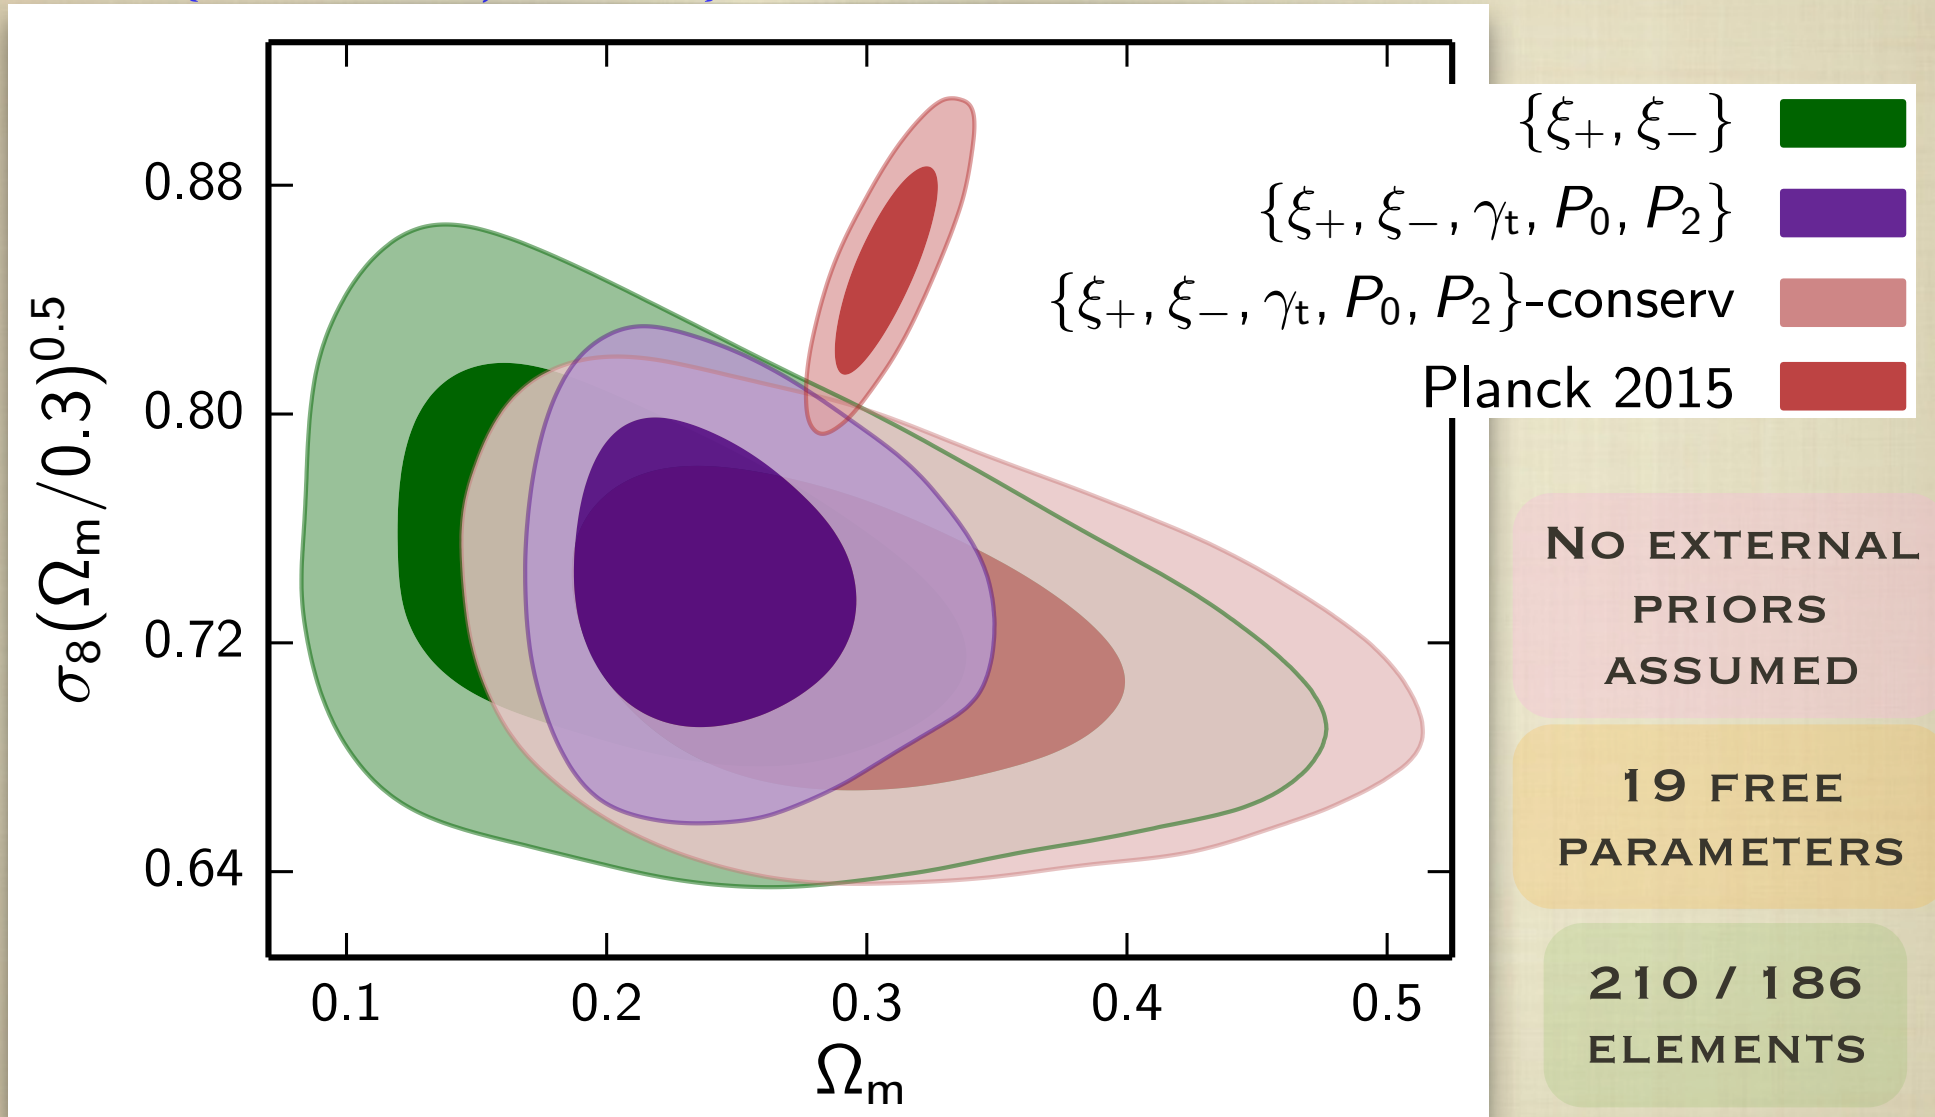 {ξ₊, ξ₋}
{ξ₊, ξ₋, γₜ, P₀, P₂}
{ξ₊, ξ₋, γₜ, P₀, P₂}-conserv
Planck 2015
0.88
0.80
0.72
0.64
σ₈(Ωₘ/0.3)⁰·⁵
0.1 0.2 0.3 0.4 0.5
Ωₘ
NO EXTERNAL
PRIORS
ASSUMED
19 FREE
PARAMETERS
210 / 186
ELEMENTS